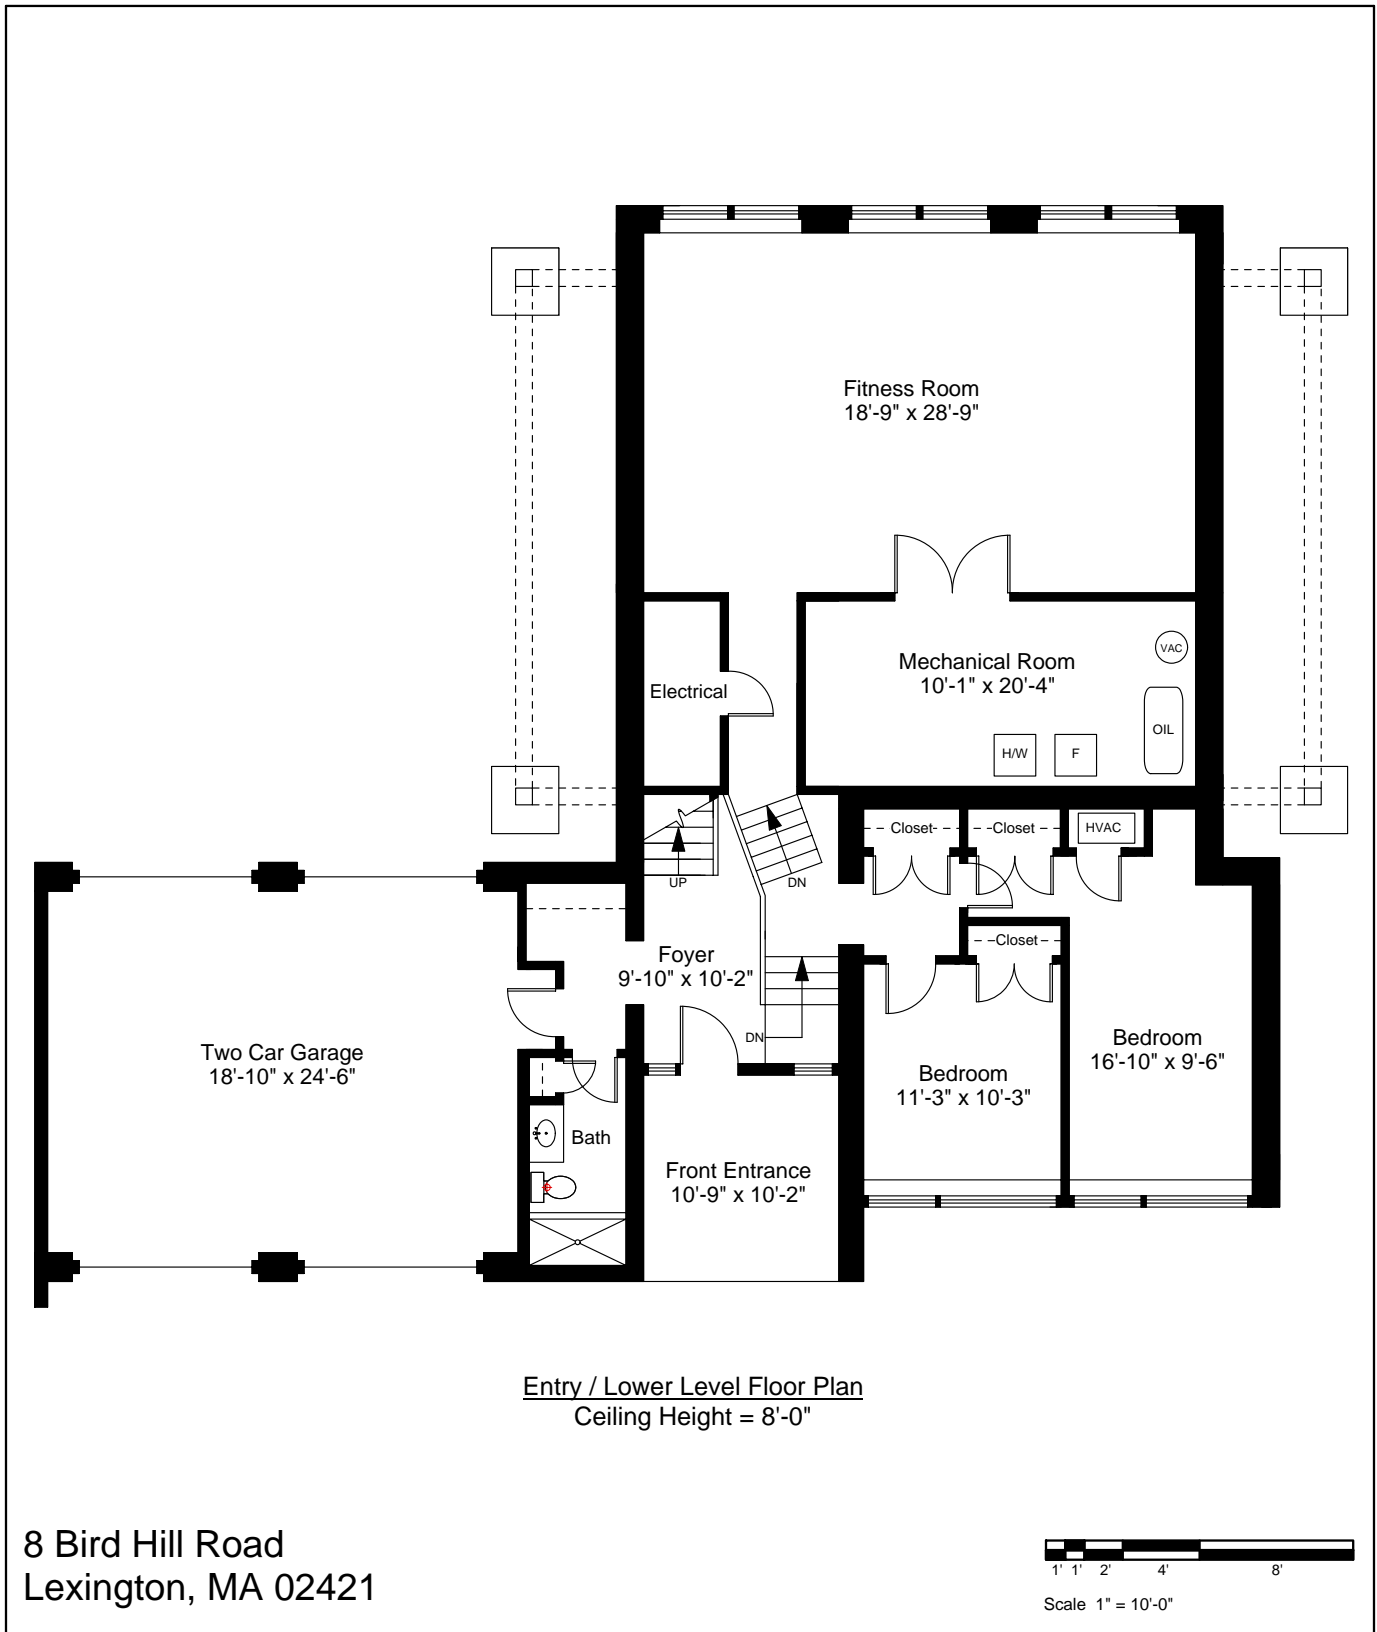 Fitness Room
18'-9" x 28'-9"
Mechanical Room
10'-1" x 20'-4"
VAC
Electrical
OIL
H/W
F
Closet
Closet
HVAC
UP
DN
Closet
Foyer
9'-10" x 10'-2"
DN
Two Car Garage
18'-10" x 24'-6"
Bedroom
16'-10" x 9'-6"
Bedroom
11'-3" x 10'-3"
Bath
Front Entrance
10'-9" x 10'-2"
Entry / Lower Level Floor Plan
Ceiling Height = 8'-0"
8 Bird Hill Road
Lexington, MA 02421
1' 1' 2' 4' 8'
Scale 1" = 10'-0"